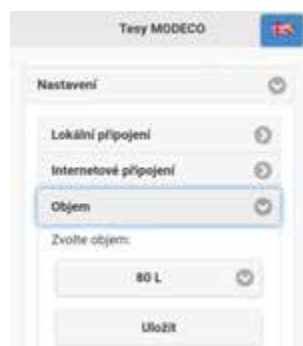 Tesy MODECO
Nastavení
Lokální připojení
Internetové připojení
Objem
Zvolte objem:
80 L
Uložit